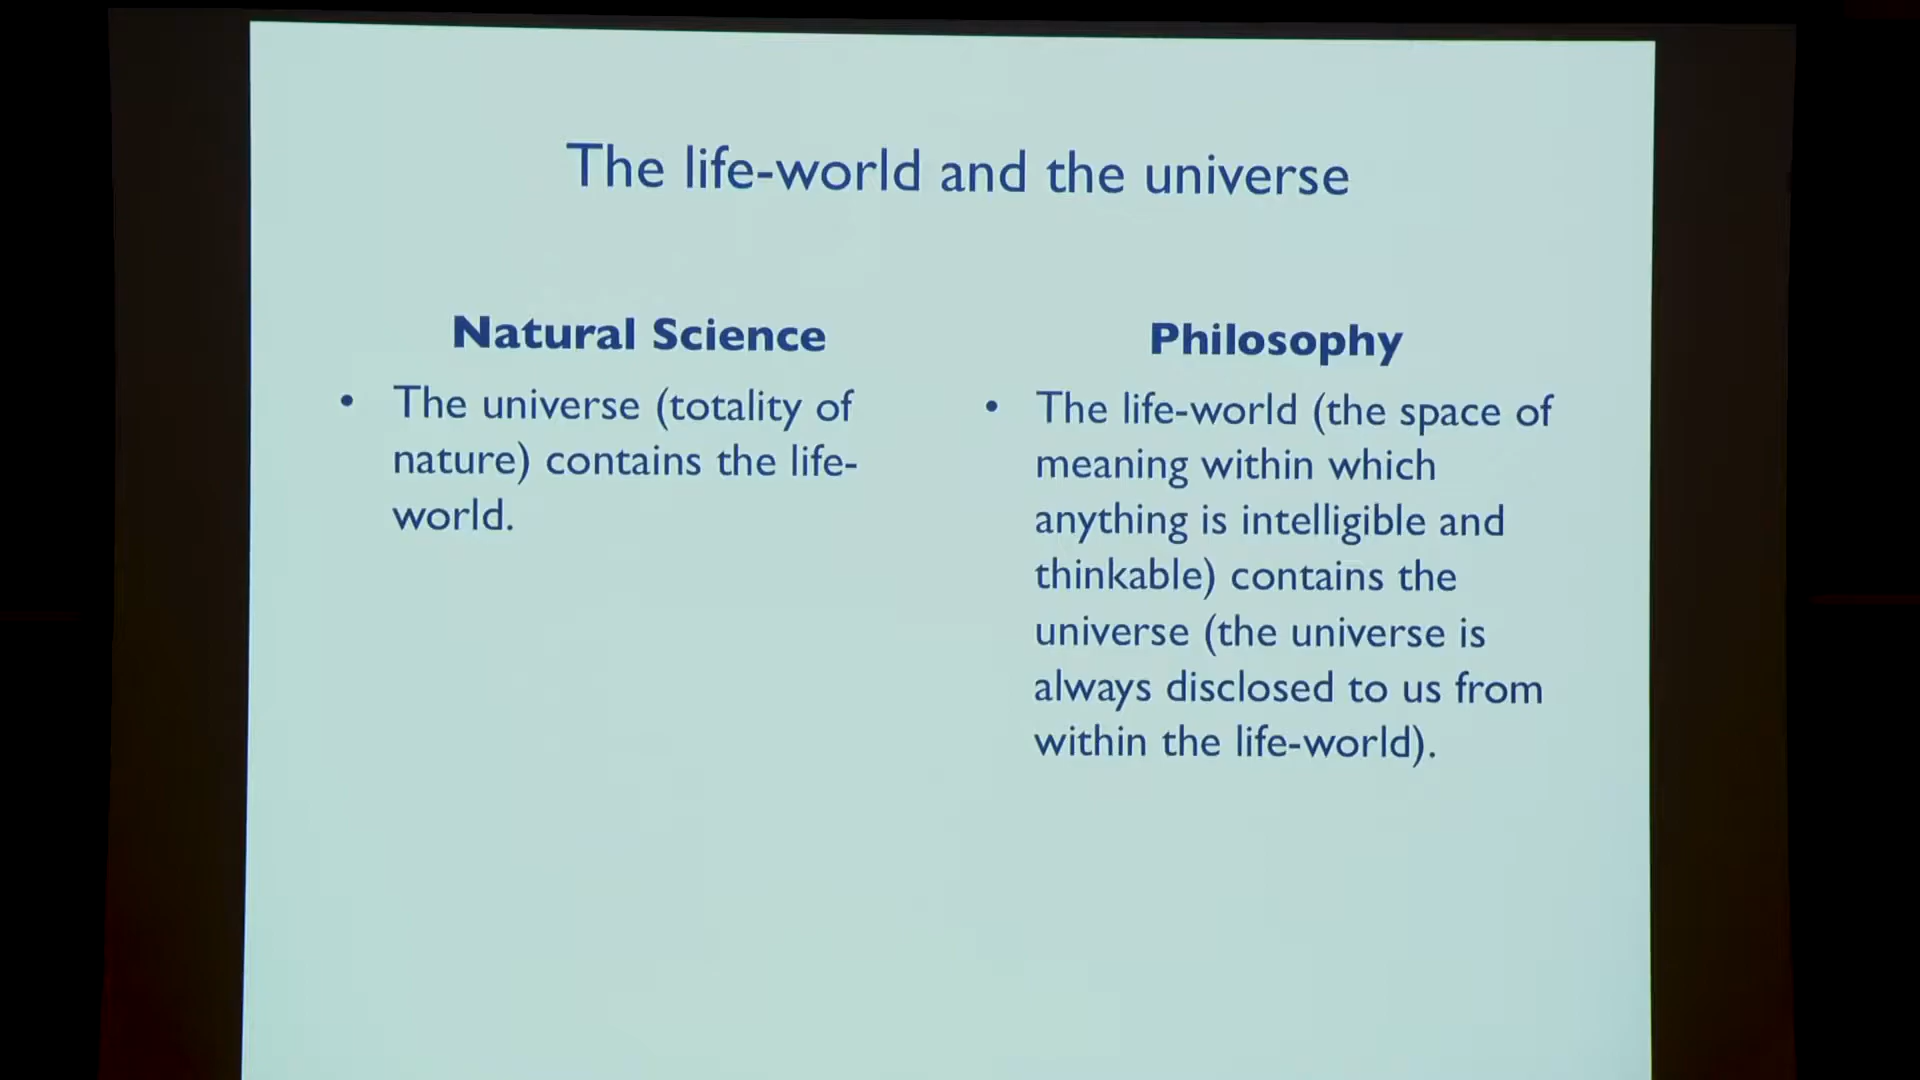 The life-world and the universe
Natural Science
• The universe (totality of
nature) contains the life-
world.
Philosophy
• The life-world (the space of
meaning within which
anything is intelligible and
thinkable) contains the
universe (the universe is
always disclosed to us from
within the life-world).